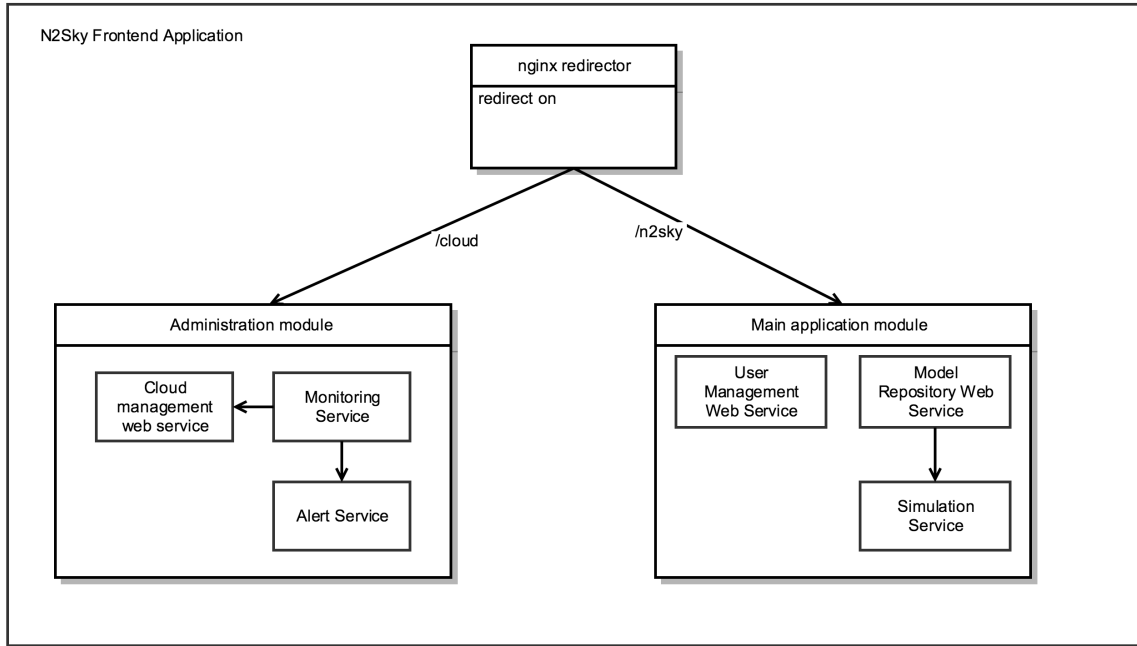 N2Sky Frontend Application
nginx redirector
redirect on
/cloud
/n2sky
Administration module
Cloud
management
web service
Monitoring
Service
Alert Service
Main application module
User
Management
Web Service
Model
Repository Web
Service
Simulation
Service